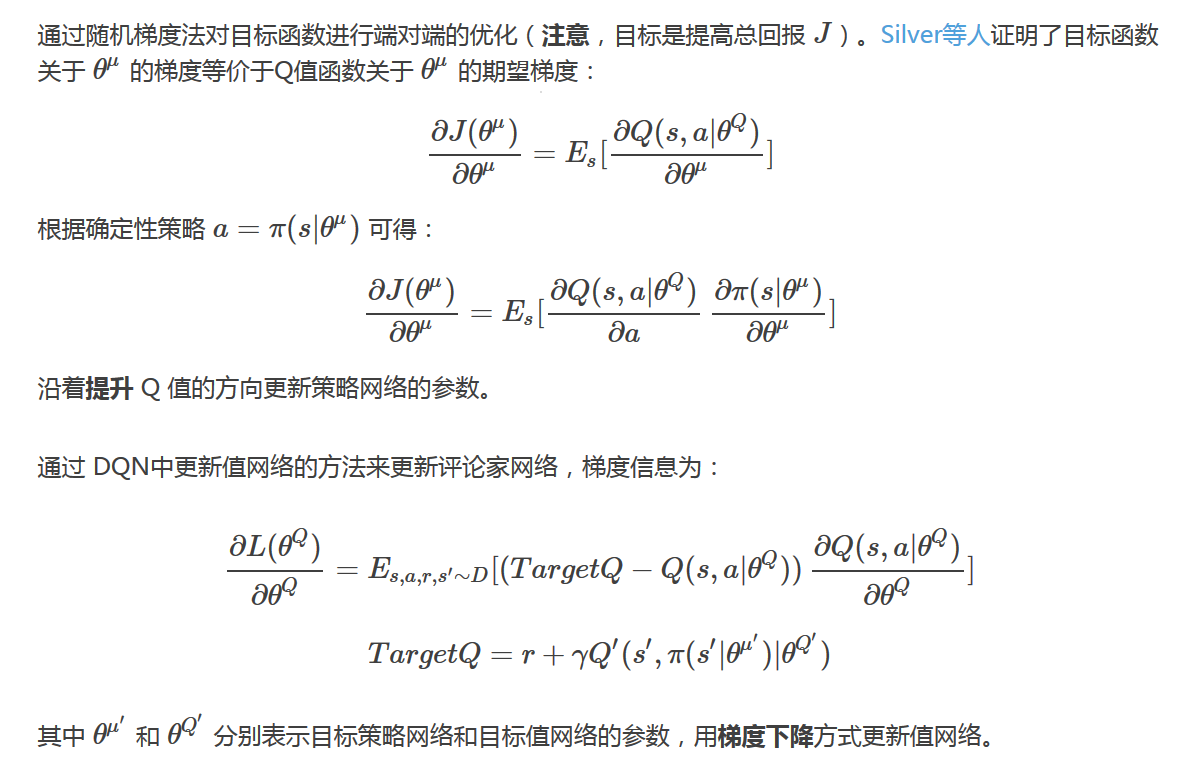 通过随机梯度法对目标函数进行端对端的优化（注意，目标是提高总回报 $J$ ）。Silver等人证明了目标函数
关于 $\theta^{\mu}$ 的梯度等价于Q值函数关于 $\theta^{\mu}$ 的期望梯度：
$\frac{\partial J(\theta^{\mu})}{\partial \theta^{\mu}} = E_s[\frac{\partial Q(s,a|\theta^Q)}{\partial \theta^{\mu}}]$
根据确定性策略 $a = \pi(s|\theta^{\mu})$ 可得：
$\frac{\partial J(\theta^{\mu})}{\partial \theta^{\mu}} = E_s[\frac{\partial Q(s,a|\theta^Q)}{\partial a} \frac{\partial \pi(s|\theta^{\mu})}{\partial \theta^{\mu}}]$
沿着提升 Q 值的方向更新策略网络的参数。
通过 DQN中更新值网络的方法来更新评论家网络，梯度信息为：
$\frac{\partial L(\theta^Q)}{\partial \theta^Q} = E_{s,a,r,s'\sim D}[(TargetQ - Q(s,a|\theta^Q)) \frac{\partial Q(s,a|\theta^Q)}{\partial \theta^Q}]$
$TargetQ = r + \gamma Q'(s', \pi(s'|\theta^{\mu'})|\theta^{Q'})$
其中 $\theta^{\mu'}$ 和 $\theta^{Q'}$ 分别表示目标策略网络和目标值网络的参数，用梯度下降方式更新值网络。